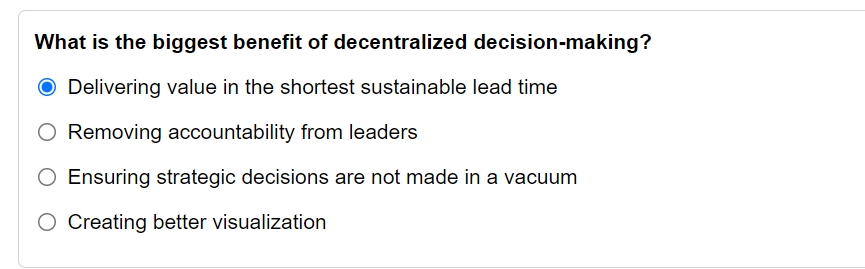 What is the biggest benefit of decentralized decision-making?
Delivering value in the shortest sustainable lead time
Removing accountability from leaders
Ensuring strategic decisions are not made in a vacuum
Creating better visualization